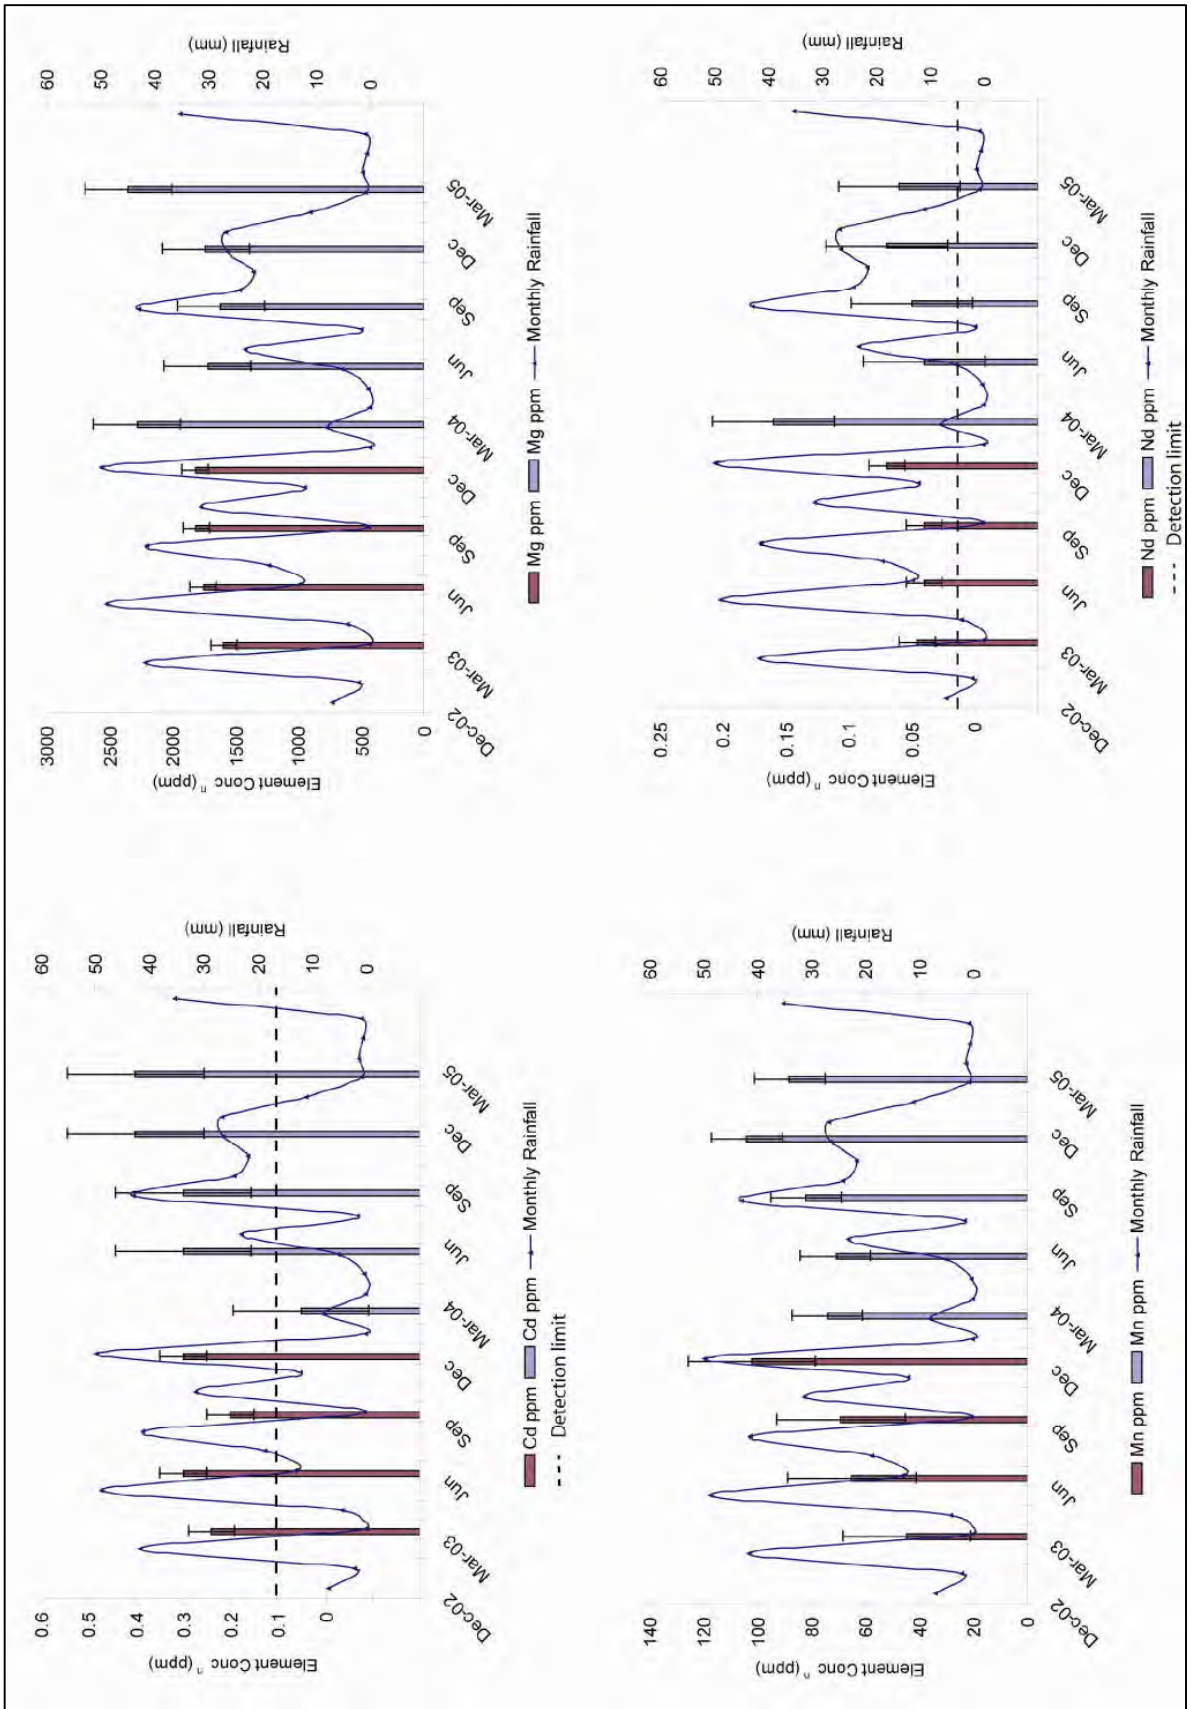 Element Conc ⁿ (ppm)
0.6
0.5
0.4
0.3
0.2
0.1
0
Dec-02
Mar-03
Jun
Sep
Dec
Mar-04
Jun
Sep
Dec
Mar-05
60
50
40
30
20
10
0
Rainfall (mm)
Cd ppm Cd ppm Monthly Rainfall
Detection limit
Element Conc ⁿ (ppm)
3000
2500
2000
1500
1000
500
0
Dec-02
Mar-03
Jun
Sep
Dec
Mar-04
Jun
Sep
Dec
Mar-05
60
50
40
30
20
10
0
Rainfall (mm)
Mg ppm Mg ppm Monthly Rainfall
Element Conc ⁿ (ppm)
140
120
100
80
60
40
20
0
Dec-02
Mar-03
Jun
Sep
Dec
Mar-04
Jun
Sep
Dec
Mar-05
60
50
40
30
20
10
0
Rainfall (mm)
Mn ppm Mn ppm Monthly Rainfall
Element Conc ⁿ (ppm)
0.25
0.2
0.15
0.1
0.05
0
Dec-02
Mar-03
Jun
Sep
Dec
Mar-04
Jun
Sep
Dec
Mar-05
60
50
40
30
20
10
0
Rainfall (mm)
Nd ppm Nd ppm Monthly Rainfall
Detection limit